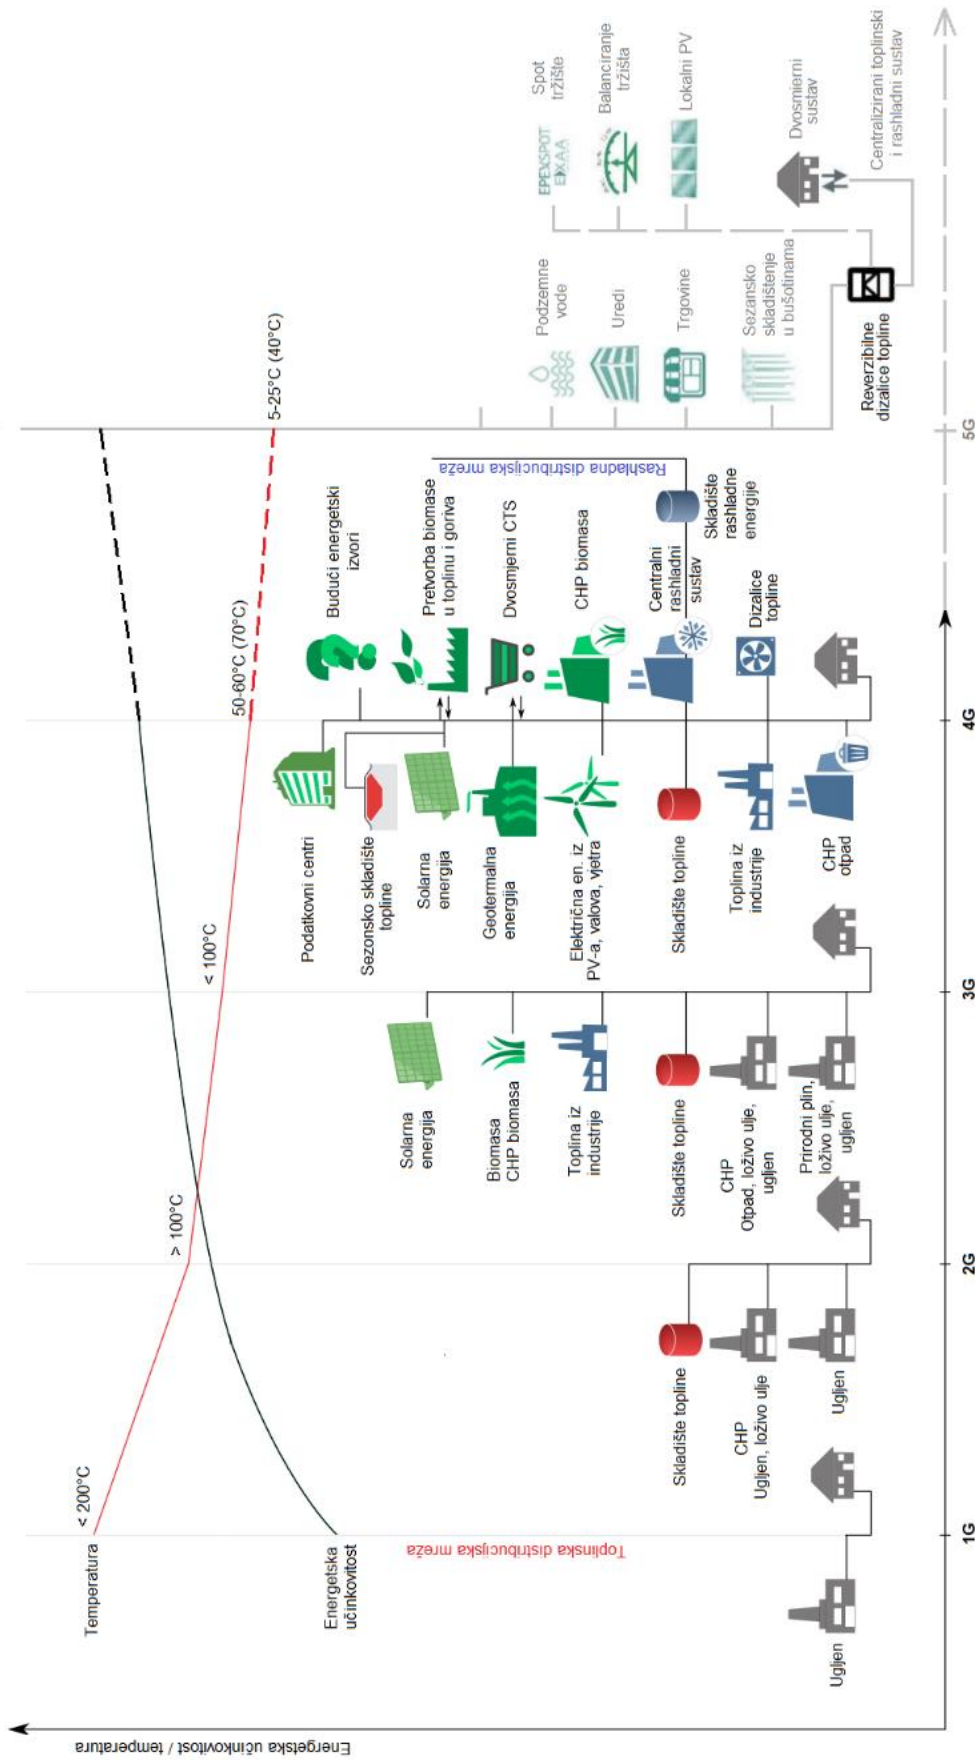 Energetska učinkovitost / temperatura
Temperatura
Energetska
učinkovitost
< 200°C
> 100°C
< 100°C
50-60°C (70°C)
5-25°C (40°C)
Toplinska distribucijska mreža
Ugljen
1G
Skladište topline
CHP
Ugljen, loživo ulje
Ugljen
2G
Solarna
energija
Biomasa
CHP biomasa
Toplina iz
industrije
Skladište topline
CHP
Otpad, loživo ulje,
ugljen
Prirodni plin,
loživo ulje,
ugljen
3G
Podatkovni centri
Sezonsko skladište
topline
Solarna
energija
Geotermalna
energija
Električna en. iz
PV-a, valova, vjetra
Skladište topline
Toplina iz
industrije
CHP
otpad
4G
Budući energetski
izvori
Pretvorba biomase
u toplinu i goriva
Dvosmjerni CTS
CHP biomasa
Centralni
rashladni
sustav
Dizalice
topline
Rashladna distribucijska mreža
Skladište
rashladne
energije
5G
Podzemne
vode
Uredi
Trgovine
Sezansko
skladištenje
u bušotinama
Reverzibilne
dizalice topline
EPEXSPOT
EXAA
Spot
tržište
Balanciranje
tržišta
Lokalni PV
Dvosmierni
sustav
Centralizirani toplinski
i rashladni sustav